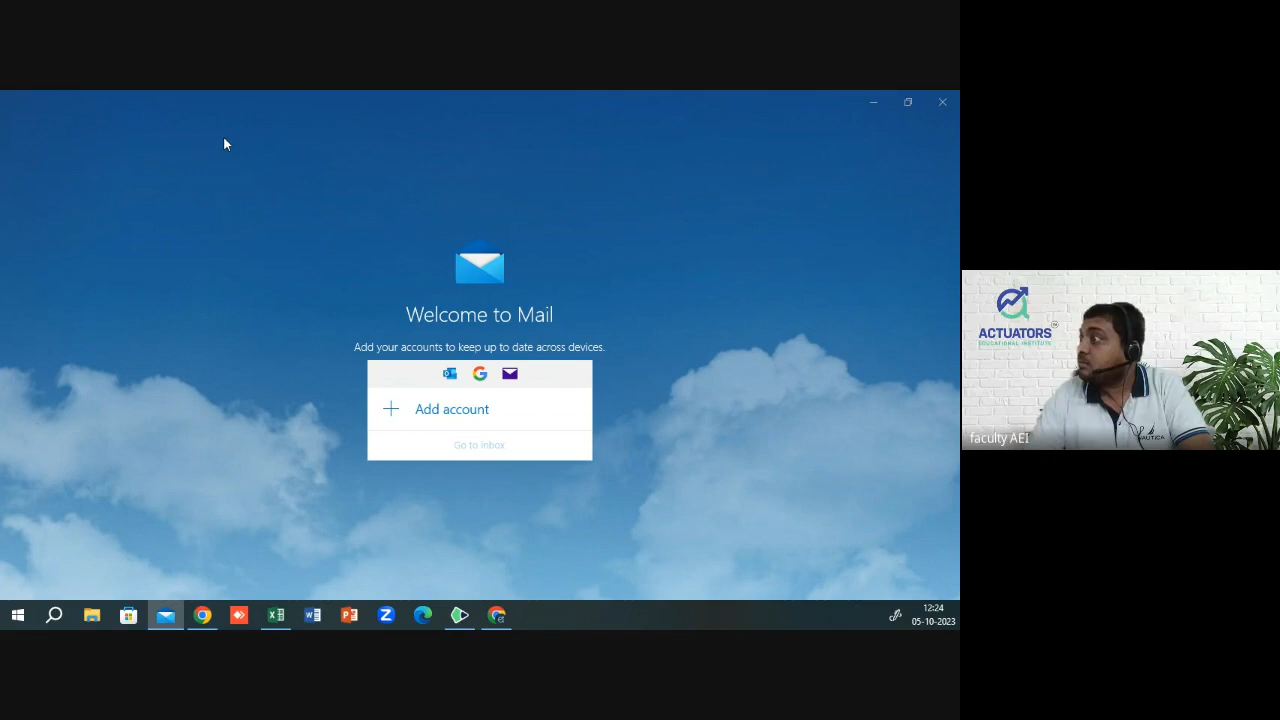 Welcome to Mail
Add your accounts to keep up to date across devices.
Add account
Go to inbox
12:24
05-10-2023
ACTUATORS
EDUCATIONAL INSTITUTE
NAUTICA
faculty AEI